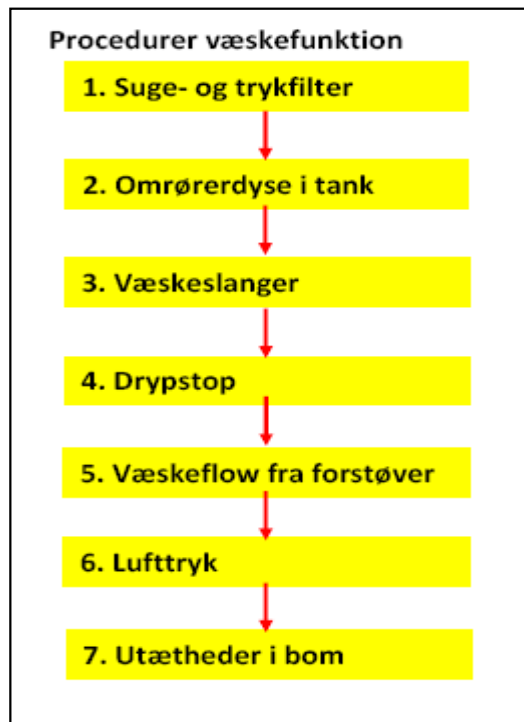 Procedurer væskefunktion
1. Suge- og trykfilter
2. Omrørerdyse i tank
3. Væskeslanger
4. Drypstop
5. Væskeflow fra forstøver
6. Lufttryk
7. Utætheder i bom